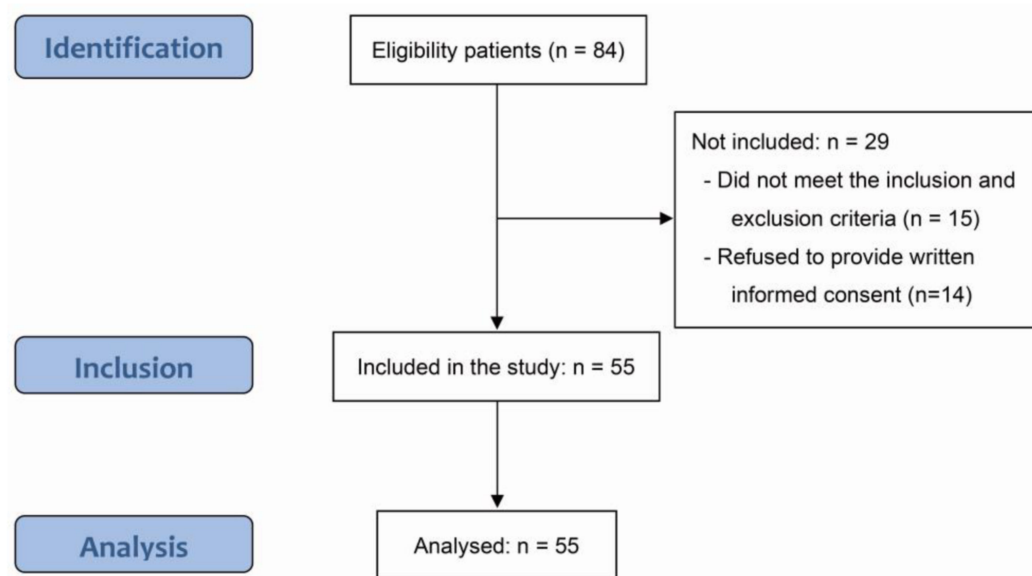 Identification
Eligibility patients (n = 84)
Not included: n = 29
- Did not meet the inclusion and
exclusion criteria (n = 15)
- Refused to provide written
informed consent (n=14)
Inclusion
Included in the study: n = 55
Analysis
Analysed: n = 55